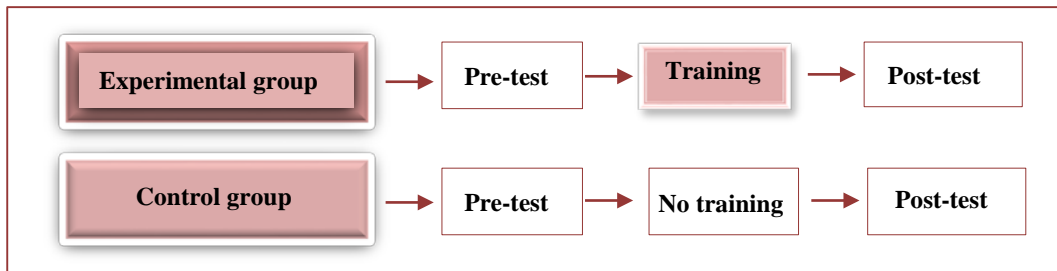 Experimental group
Pre-test
Training
Post-test
Control group
Pre-test
No training
Post-test